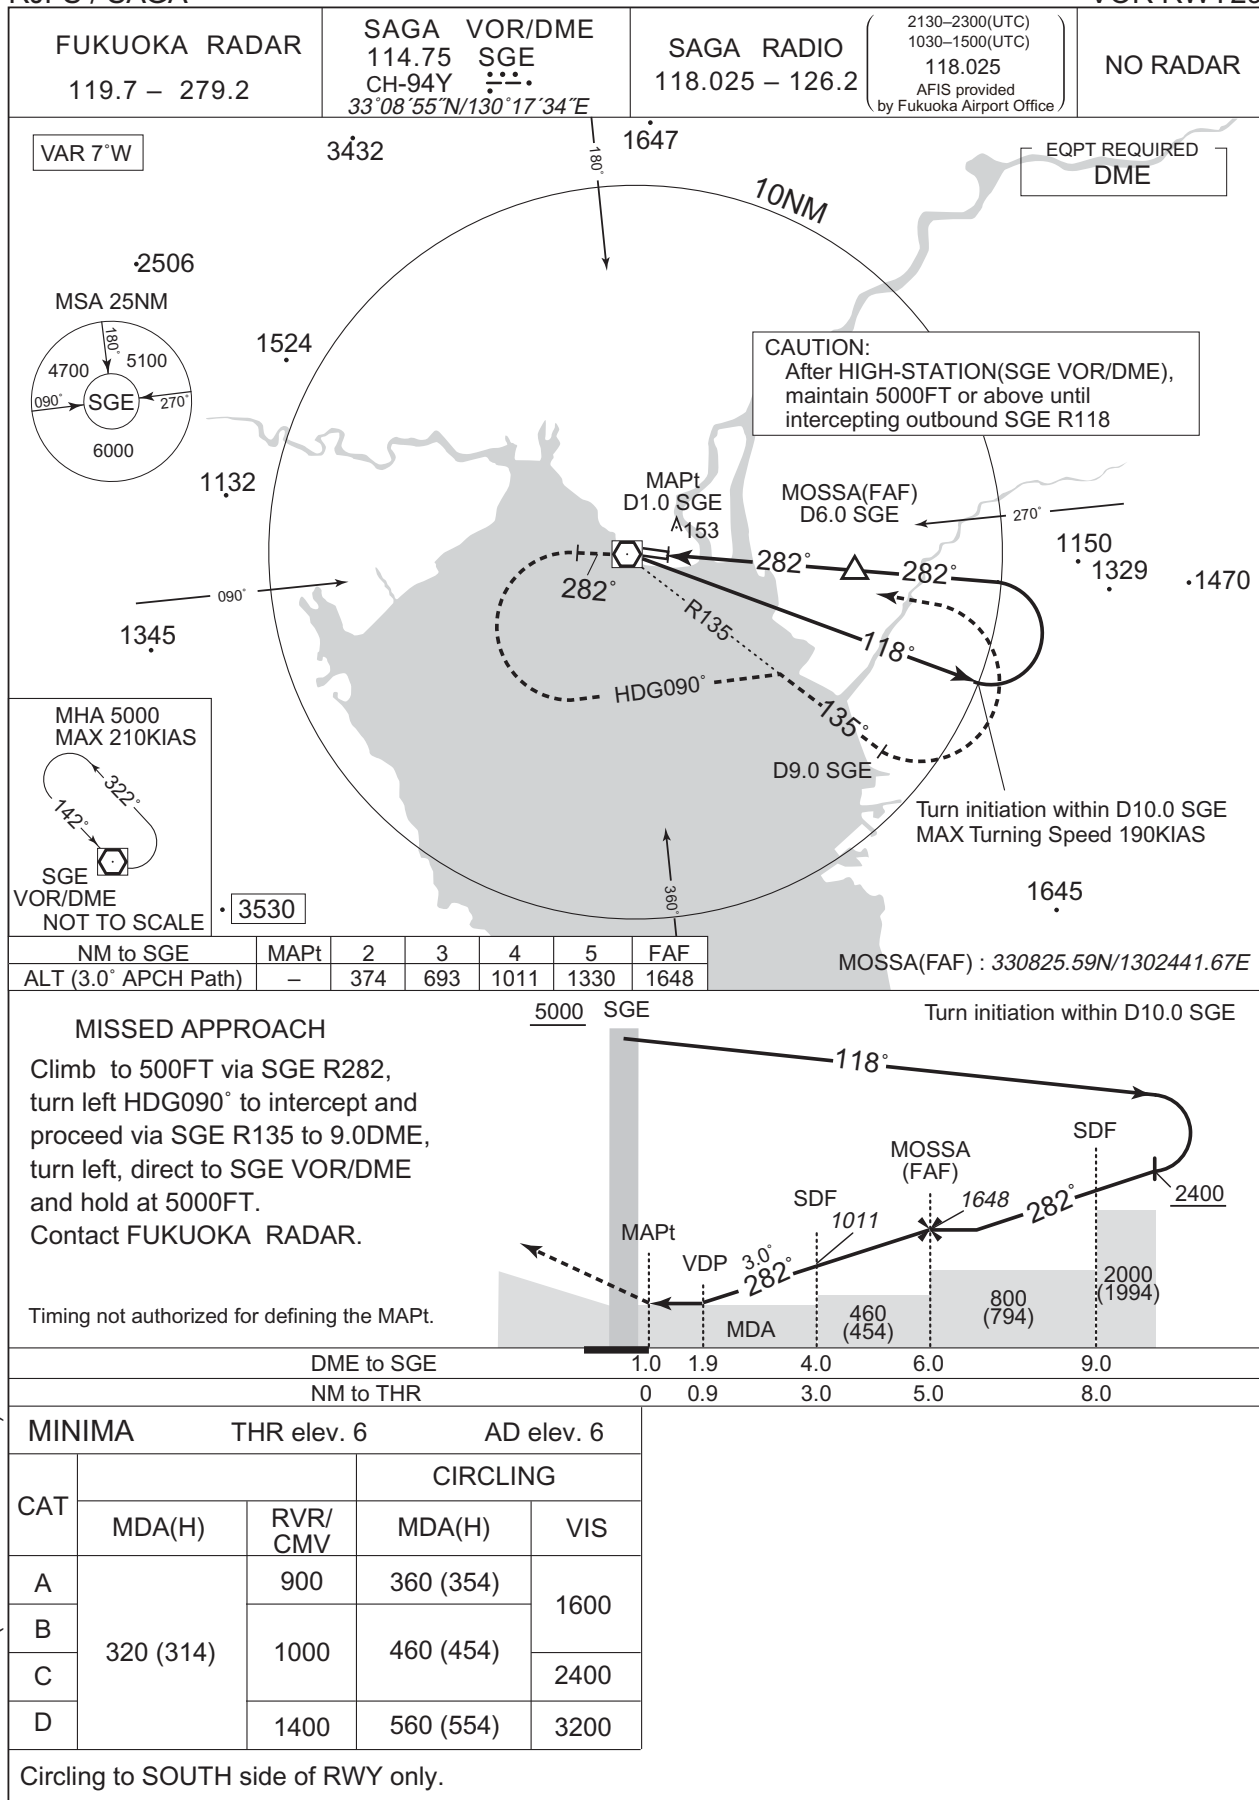 FUKUOKA RADAR
119.7 – 279.2
SAGA VOR/DME
114.75 SGE
CH-94Y
33°08´55˝N/130°17´34˝E
SAGA RADIO
118.025 – 126.2
2130–2300(UTC)
1030–1500(UTC)
118.025
AFIS provided
by Fukuoka Airport Office
NO RADAR
VAR 7°W
3432
180°
1647
EQPT REQUIRED
DME
10NM
2506
MSA 25NM
180°
4700
5100
090°
SGE
270°
6000
1524
CAUTION:
After HIGH-STATION(SGE VOR/DME),
maintain 5000FT or above until
intercepting outbound SGE R118
1132
MAPt
D1.0 SGE
153
MOSSA(FAF)
D6.0 SGE
270°
1150
1329
1470
282°
282°
282°
090°
R135
118°
1345
HDG090°
135°
D9.0 SGE
MHA 5000
MAX 210KIAS
322°
142°
SGE
VOR/DME
NOT TO SCALE
3530
Turn initiation within D10.0 SGE
MAX Turning Speed 190KIAS
1645
360°
NM to SGE MAPt 2 3 4 5 FAF
ALT (3.0° APCH Path) – 374 693 1011 1330 1648
MOSSA(FAF) : 330825.59N/1302441.67E
MISSED APPROACH
Climb to 500FT via SGE R282,
turn left HDG090° to intercept and
proceed via SGE R135 to 9.0DME,
turn left, direct to SGE VOR/DME
and hold at 5000FT.
Contact FUKUOKA RADAR.
Timing not authorized for defining the MAPt.
5000 SGE
Turn initiation within D10.0 SGE
118°
SDF
MOSSA
(FAF)
SDF
1011
1648
282°
2400
MAPt
VDP
3.0°
282°
MDA
460
(454)
800
(794)
2000
(1994)
DME to SGE 1.0 1.9 4.0 6.0 9.0
NM to THR 0 0.9 3.0 5.0 8.0
MINIMA THR elev. 6 AD elev. 6
CAT
CIRCLING
MDA(H)
RVR/
CMV
MDA(H)
VIS
A 900 360 (354)
1600
B
320 (314) 1000 460 (454)
C 2400
D 1400 560 (554) 3200
Circling to SOUTH side of RWY only.